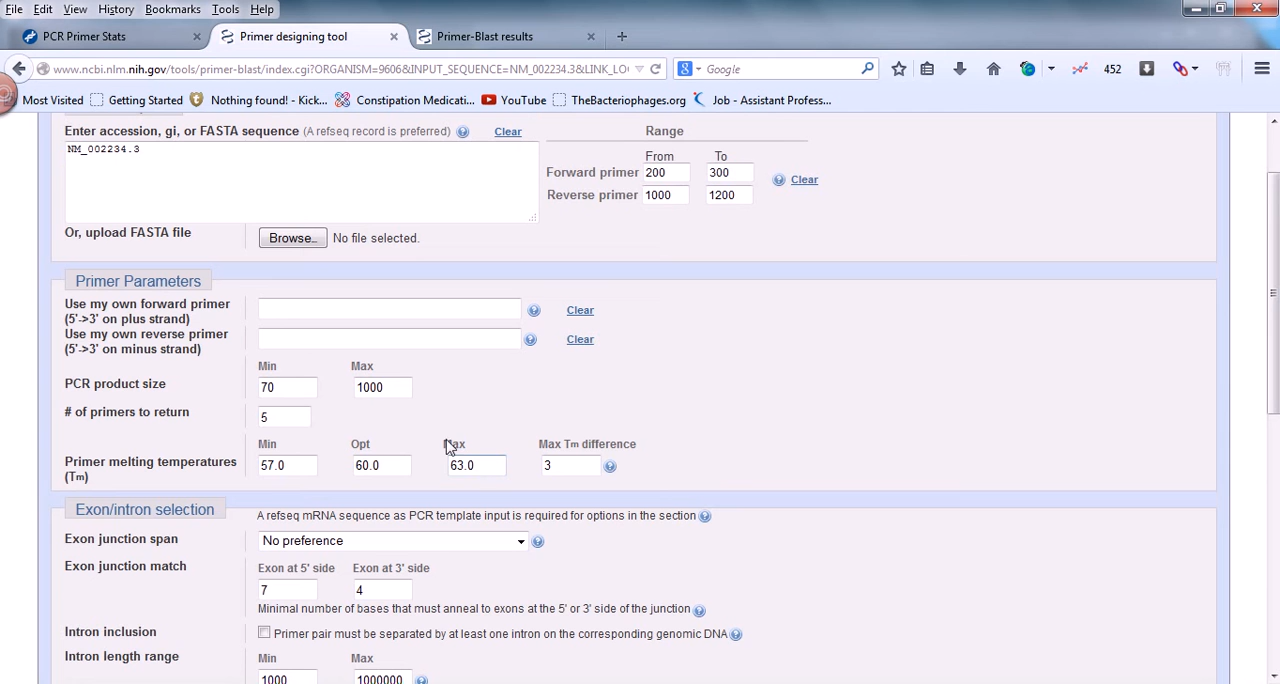 File Edit View History Bookmarks Tools Help
PCR Primer Stats × Primer designing tool × Primer-Blast results × +
www.ncbi.nlm.nih.gov/tools/primer-blast/index.cgi?ORGANISM=9606&INPUT_SEQUENCE=NM_002234.3&LINK_LO Google 452
Most Visited Getting Started Nothing found! - Kick... Constipation Medicati... YouTube TheBacteriophages.org Job - Assistant Profess...
Enter accession, gi, or FASTA sequence (A refseq record is preferred) Clear Range
NM_002234.3
From To
Forward primer 200 300 Clear
Reverse primer 1000 1200
Or, upload FASTA file Browse... No file selected.
Primer Parameters
Use my own forward primer
(5'->3' on plus strand) Clear
Use my own reverse primer
(5'->3' on minus strand) Clear
Min Max
PCR product size 70 1000
# of primers to return 5
Min Opt Max Max Tm difference
Primer melting temperatures
(Tm) 57.0 60.0 63.0 3
Exon/intron selection A refseq mRNA sequence as PCR template input is required for options in the section
Exon junction span No preference
Exon junction match Exon at 5' side Exon at 3' side
7 4
Minimal number of bases that must anneal to exons at the 5' or 3' side of the junction
Intron inclusion Primer pair must be separated by at least one intron on the corresponding genomic DNA
Intron length range Min Max
1000 1000000